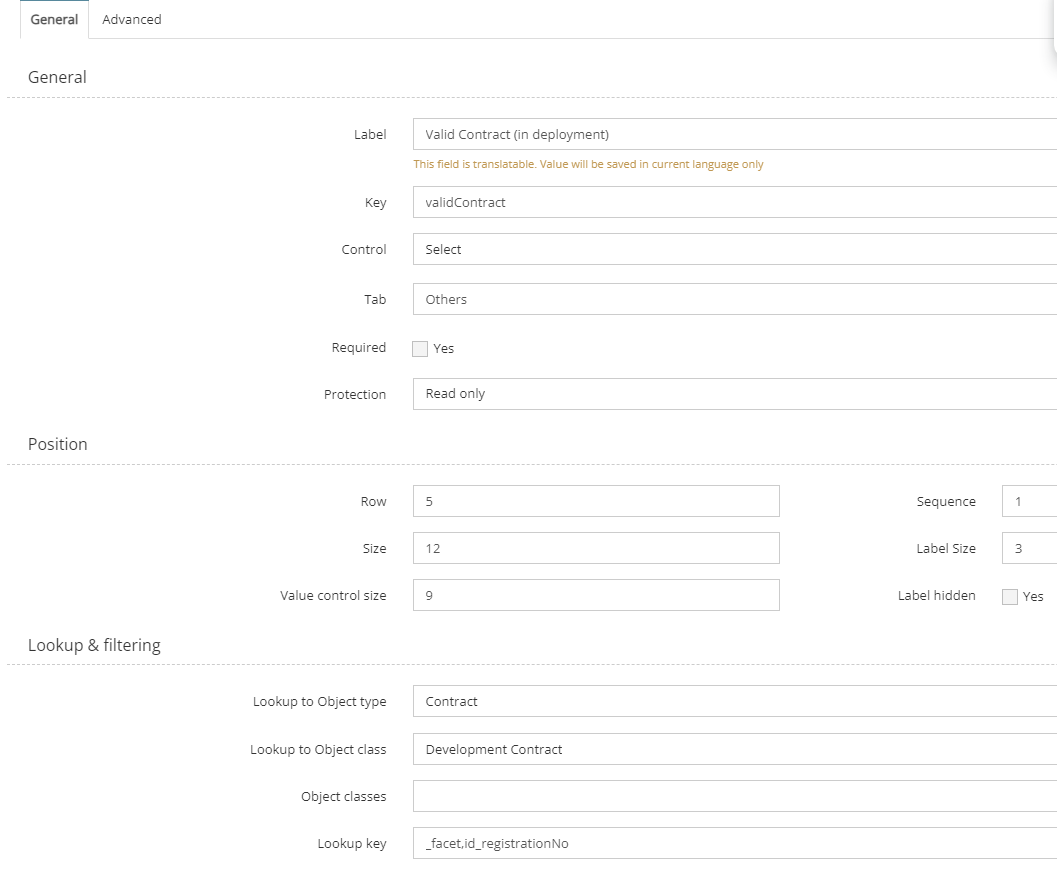 General Advanced
General
Label Valid Contract (in deployment)
This field is translatable. Value will be saved in current language only
Key validContract
Control Select
Tab Others
Required Yes
Protection Read only
Position
Row 5 Sequence 1
Size 12 Label Size 3
Value control size 9 Label hidden Yes
Lookup & filtering
Lookup to Object type Contract
Lookup to Object class Development Contract
Object classes
Lookup key _facet,id_registrationNo